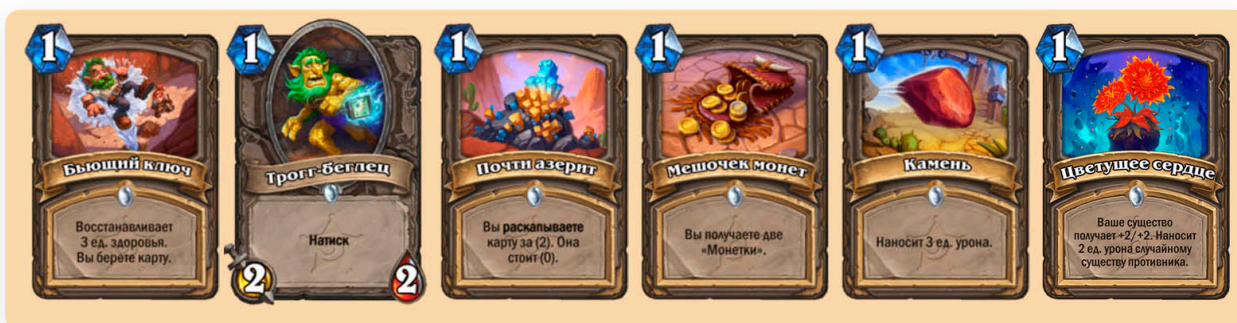 1
Бьющий ключ
Восстанавливает
3 ед. здоровья.
Вы берете карту.
1
Трогг-беглец
Натиск
2
2
1
Почти азерит
Вы раскапываете
карту за (2). Она
стоит (0).
1
Мешочек монет
Вы получаете две
«Монетки».
1
Камень
Наносит 3 ед. урона.
1
Цветущее сердце
Ваше существо
получает +2/+2. Наносит
2 ед. урона случайному
существу противника.